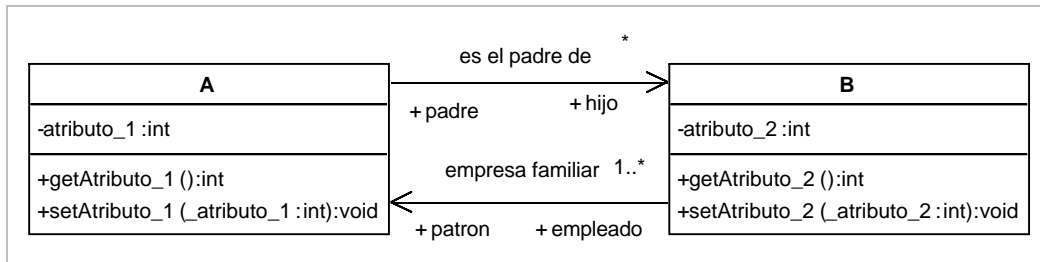 *
es el padre de
A
+ padre
+ hijo
B
-atributo_1 :int
-atributo_2 :int
empresa familiar 1..*
+getAtributo_1 ():int
+setAtributo_1 (_atributo_1 :int):void
+getAtributo_2 ():int
+setAtributo_2 (_atributo_2 :int):void
+ patron
+ empleado